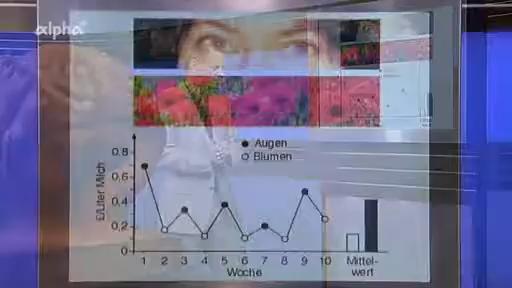 alpha
Augen
Blumen
£/Liter Milch
0,8
0,6
0,4
0,2
0
1 2 3 4 5 6 7 8 9 10
Woche
Mittel-
wert